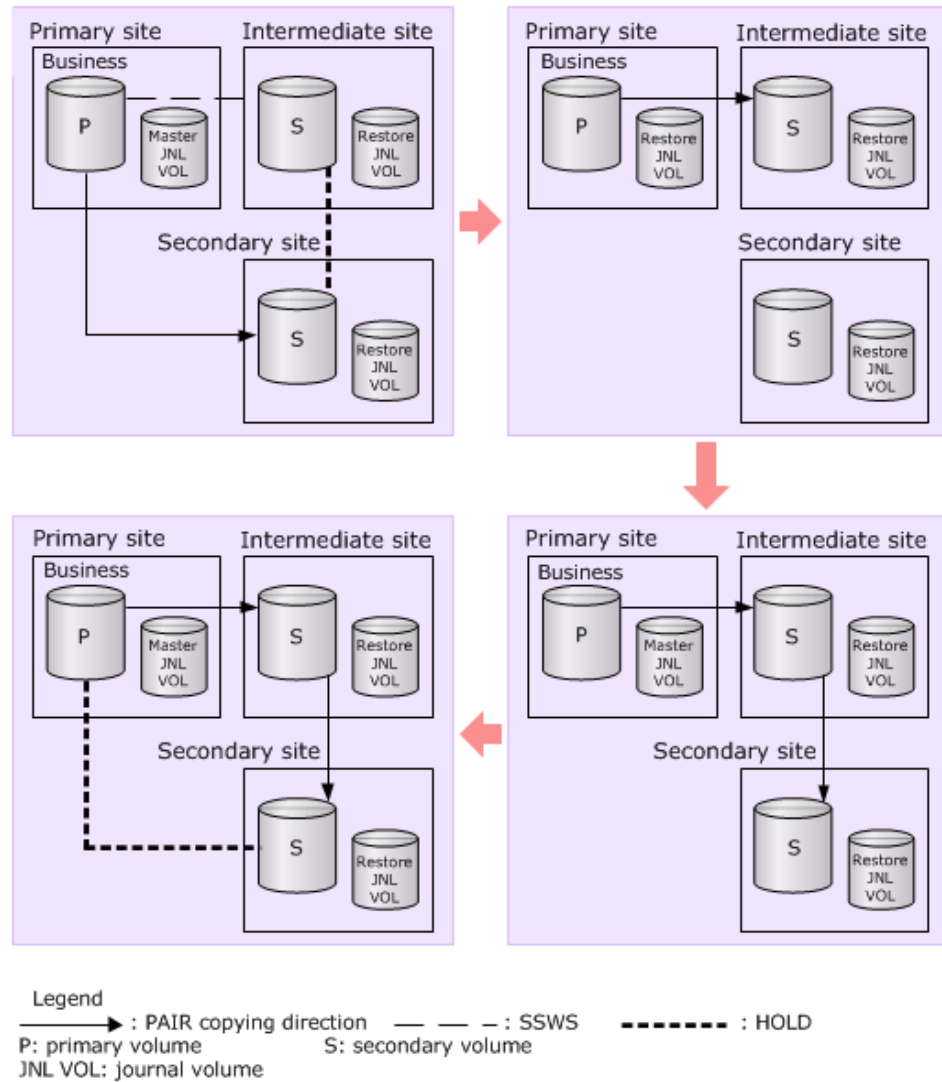 Primary site
Intermediate site
Business
P
Master
JNL
VOL
S
Restore
JNL
VOL
Secondary site
S
Restore
JNL
VOL
Primary site
Intermediate site
Business
P
Restore
JNL
VOL
S
Restore
JNL
VOL
Secondary site
S
Restore
JNL
VOL
Primary site
Intermediate site
Business
P
Master
JNL
VOL
S
Restore
JNL
VOL
Secondary site
S
Restore
JNL
VOL
Primary site
Intermediate site
Business
P
Master
JNL
VOL
S
Restore
JNL
VOL
Secondary site
S
Restore
JNL
VOL
Legend
: PAIR copying direction : SSWS : HOLD
P: primary volume S: secondary volume
JNL VOL: journal volume